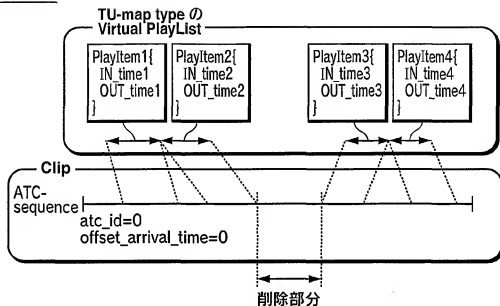 TU-map type の
Virtual PlayList
PlayItem1{
IN_time1
OUT_time1
}
PlayItem2{
IN_time2
OUT_time2
}
PlayItem3{
IN_time3
OUT_time3
}
PlayItem4{
IN_time4
OUT_time4
}
Clip
ATC-
sequence
atc_id=0
offset_arrival_time=0
削除部分